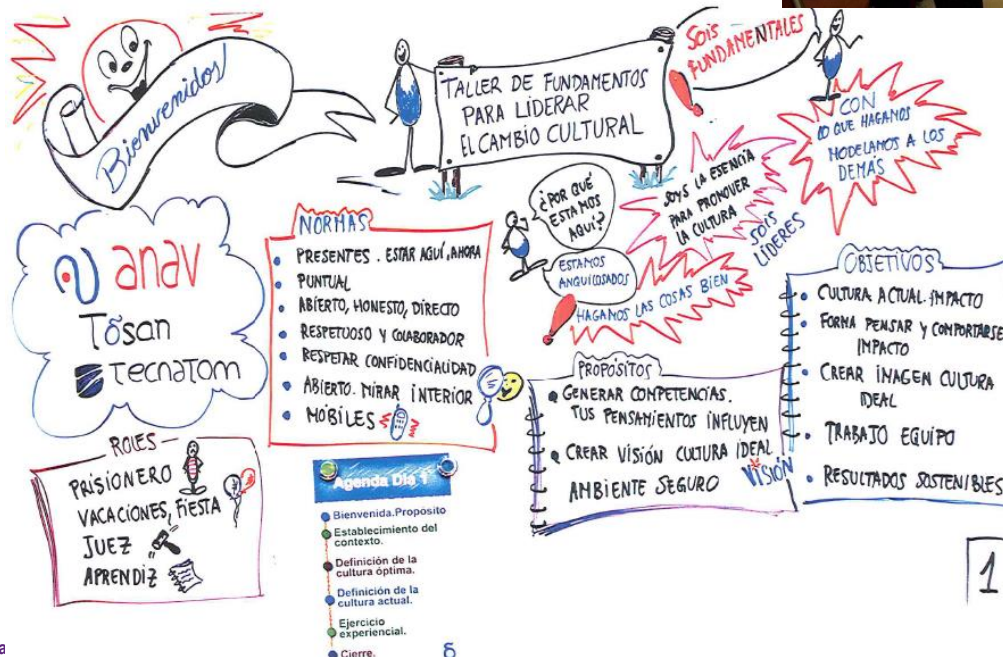 Bienvenidos
TALLER DE FUNDAMENTOS
PARA LIDERAR
EL CAMBIO CULTURAL
SOIS
FUNDAMENTALES
CON
LO QUE HAGAMOS
MODELAMOS A LOS
DEMÁS
¿POR QUÉ
ESTAMOS
AQUI?
SOYS LA ESENCIA
PARA PROMOVER
LA CULTURA
SOIS
LÍDERES
ESTAMOS
ANQUILOSADOS
HAGAMOS LAS COSAS BIEN
anav
Tōsan
Tecnatom
NORMAS
PRESENTES. ESTAR AQUÍ, AHORA
PUNTUAL
ABIERTO, HONESTO, DIRECTO
RESPETUOSO Y COLABORADOR
RESPETAR CONFIDENCIALIDAD
ABIERTO. MIRAR INTERIOR
MÓBILES
ROLES
PRISIONERO
VACACIONES, FIESTA
JUEZ
APRENDIZ
Agenda Día 1
Bienvenida.Propósito
Establecimiento del
contexto.
Definición de la
cultura óptima.
Definición de la
cultura actual.
Ejercicio
experiencial.
Cierre.
PROPÓSITOS
GENERAR COMPETENCIAS.
TUS PENSAMIENTOS INFLUYEN
CREAR VISIÓN CULTURA IDEAL
AMBIENTE SEGURO
VISIÓN
OBJETIVOS
CULTURA ACTUAL. IMPACTO
FORMA PENSAR Y COMPORTARSE
IMPACTO
CREAR IMAGEN CULTURA
IDEAL
TRABAJO EQUIPO
RESULTADOS SOSTENIBLES
1